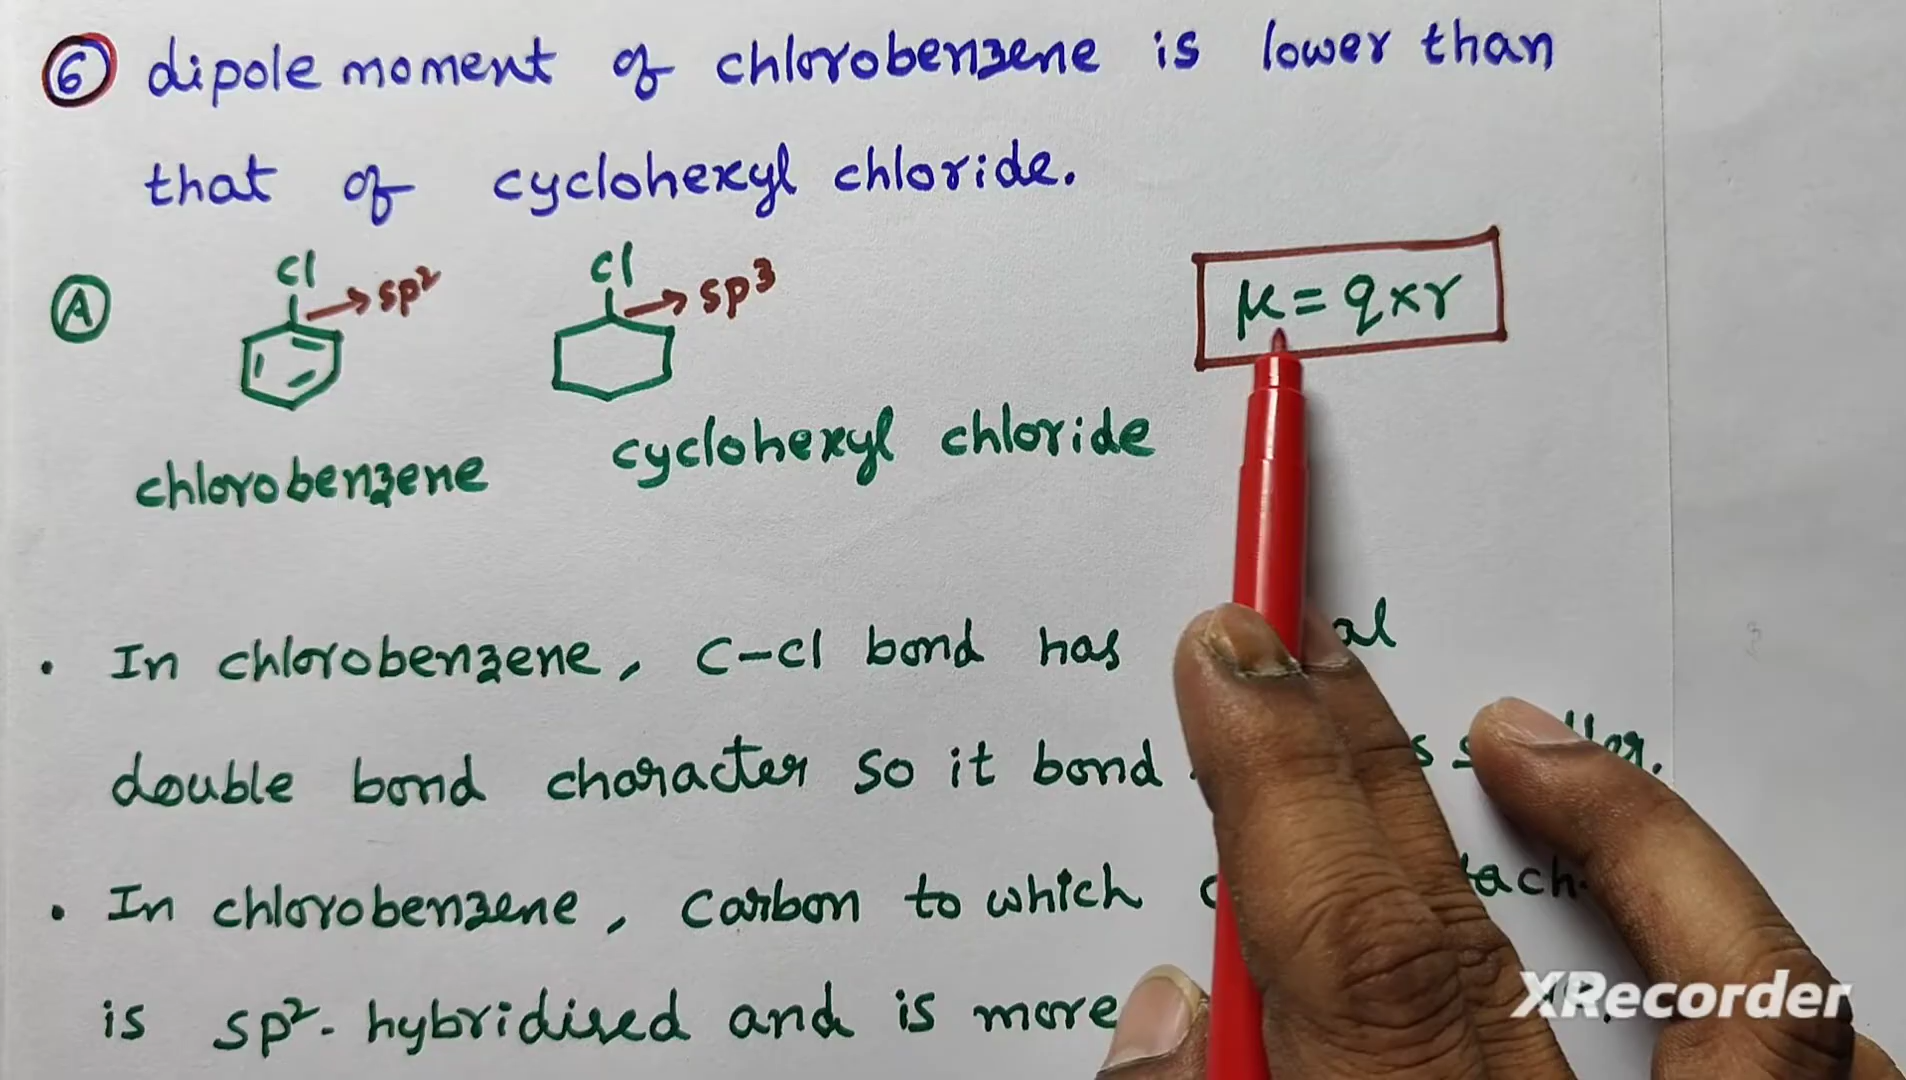 6 dipole moment of chlorobenzene is lower than
that of cyclohexyl chloride.
A
Cl → sp²
Cl → sp³
μ = q×r
chlorobenzene
cyclohexyl chloride
• In chlorobenzene, C–Cl bond has
double bond character so it bond
• In chlorobenzene, carbon to which
is sp²- hybridised and is more
XRecorder